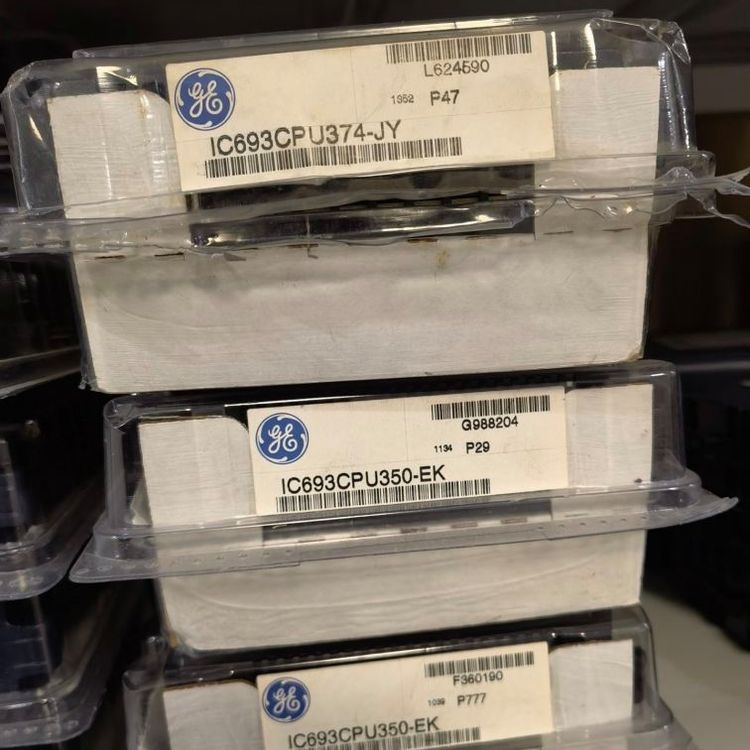 GE
L624590
1352 P47
IC693CPU374-JY
GE
G988204
1134 P29
IC693CPU350-EK
GE
F360190
1039 P777
IC693CPU350-EK